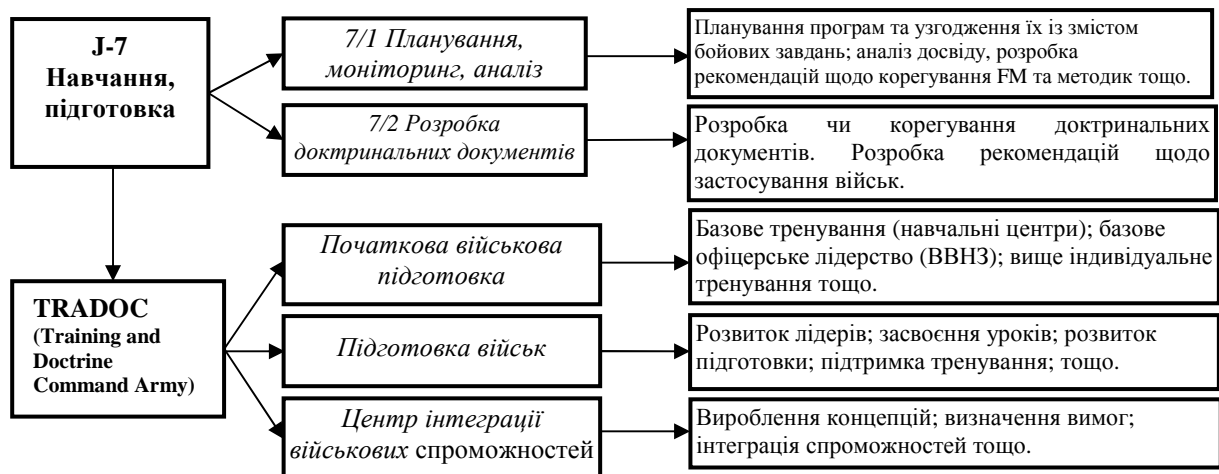 J-7
Навчання,
підготовка
7/1 Планування,
моніторинг, аналіз
Планування програм та узгодження їх із змістом
бойових завдань; аналіз досвіду, розробка
рекомендацій щодо корегування FM та методик тощо.
7/2 Розробка
доктринальних документів
Розробка чи корегування доктринальних
документів. Розробка рекомендацій щодо
застосування військ.
TRADOC
(Training and
Doctrine
Command Army)
Початкова військова
підготовка
Базове тренування (навчальні центри); базове
офіцерське лідерство (ВВНЗ); вище індивідуальне
тренування тощо.
Підготовка військ
Розвиток лідерів; засвоєння уроків; розвиток
підготовки; підтримка тренування; тощо.
Центр інтеграції
військових спроможностей
Вироблення концепцій; визначення вимог;
інтеграція спроможностей тощо.